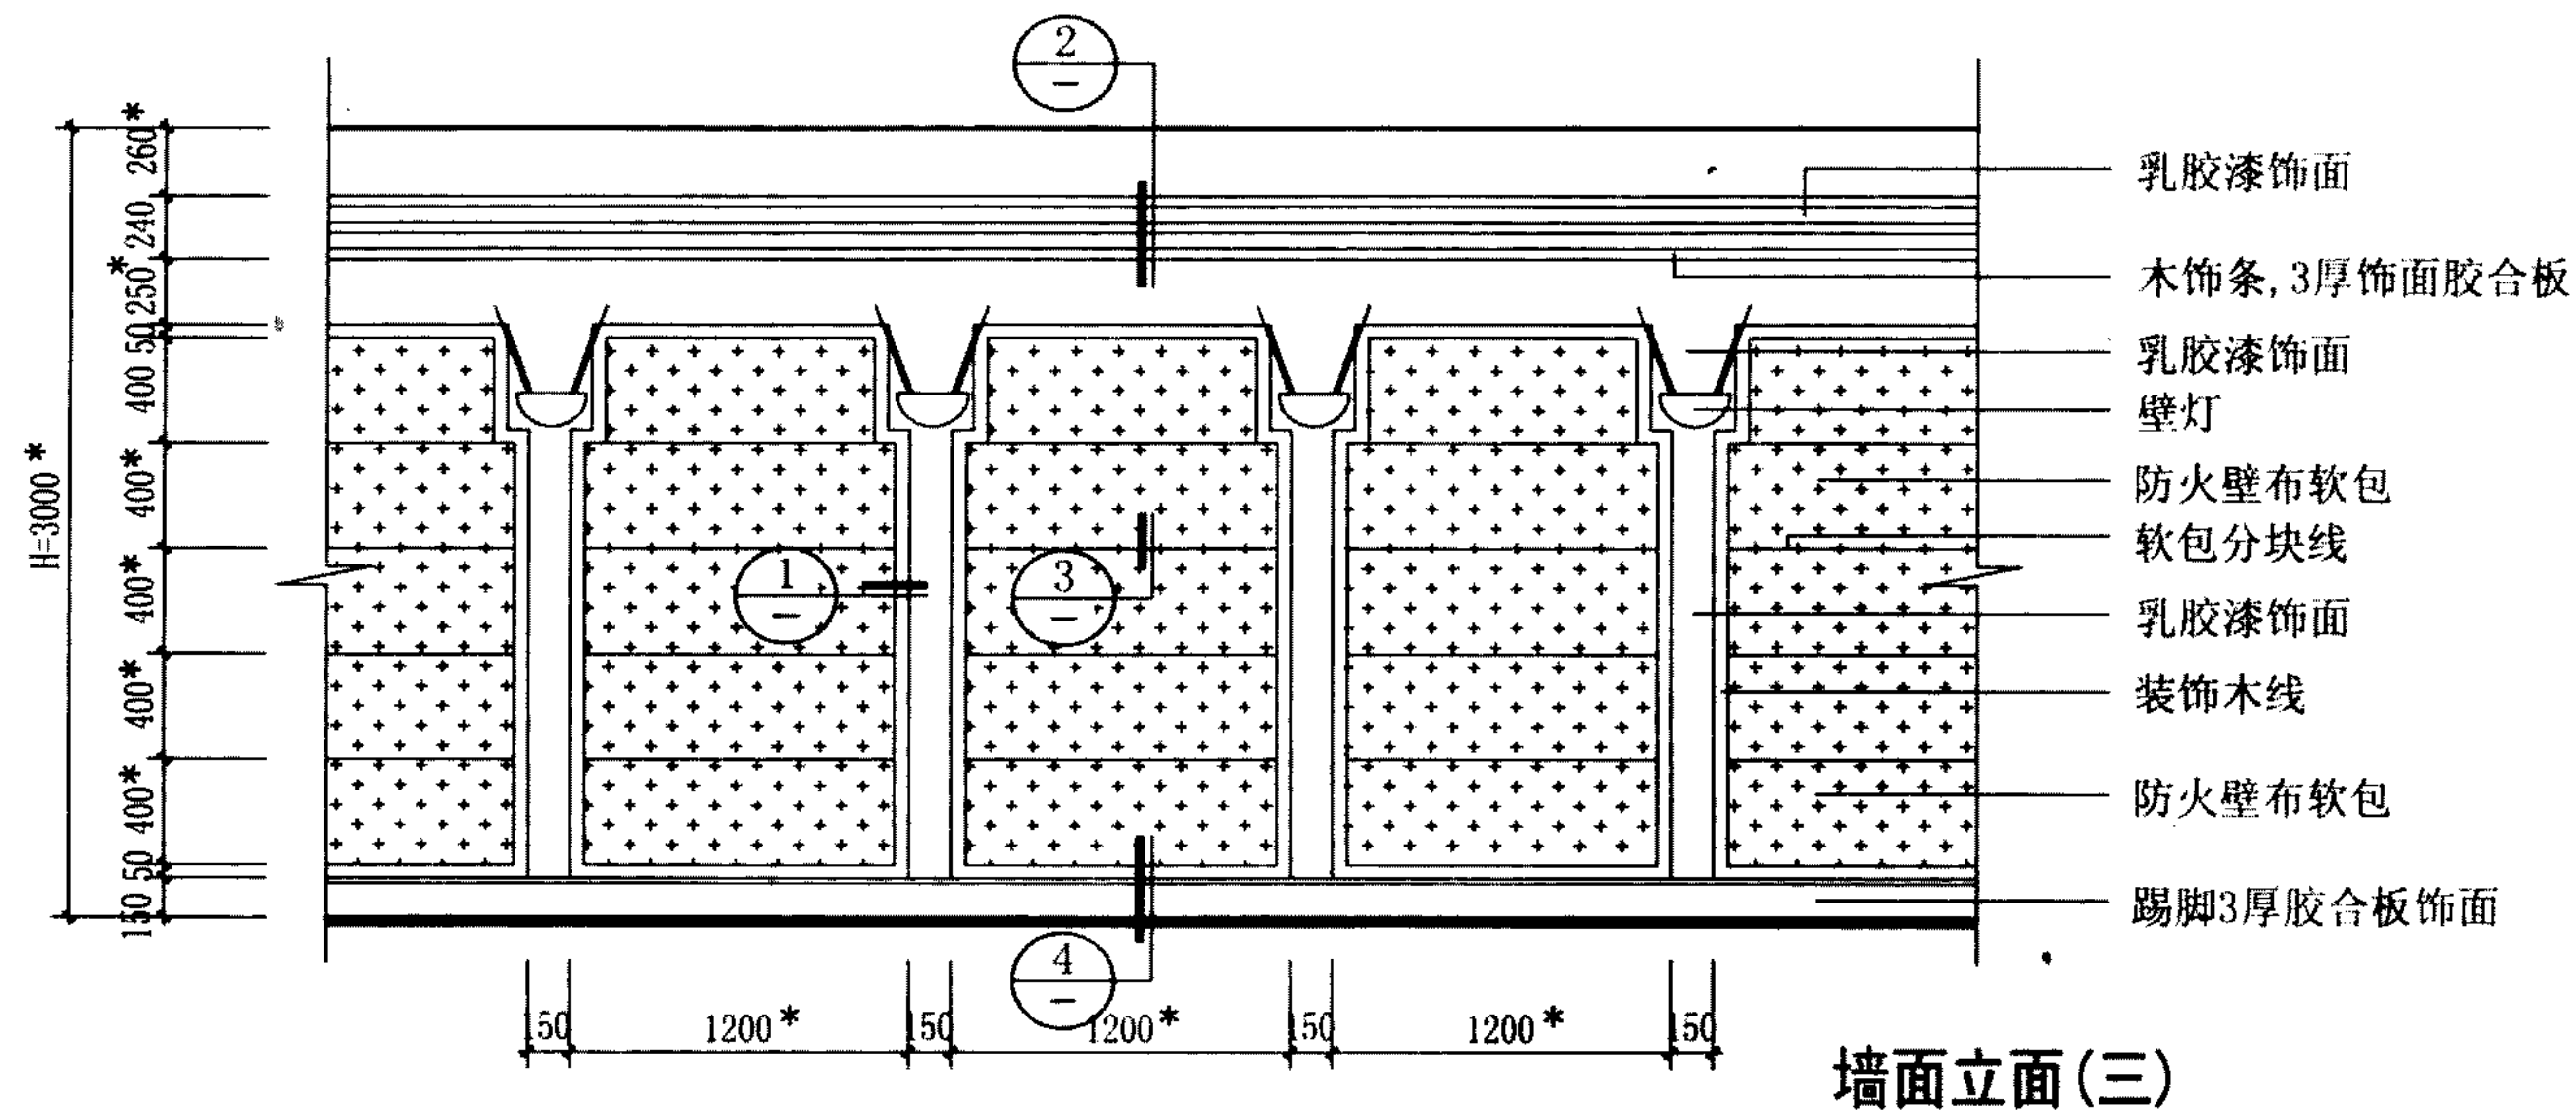 2
—
260*
240
250*
50
400
400*
400*
400*
400*
50
150
H=3000*
乳胶漆饰面
木饰条,3厚饰面胶合板
乳胶漆饰面
壁灯
防火壁布软包
软包分块线
乳胶漆饰面
装饰木线
防火壁布软包
踢脚3厚胶合板饰面
1
—
3
—
4
—
150 1200* 150 1200* 150 1200* 150
墙面立面(三)